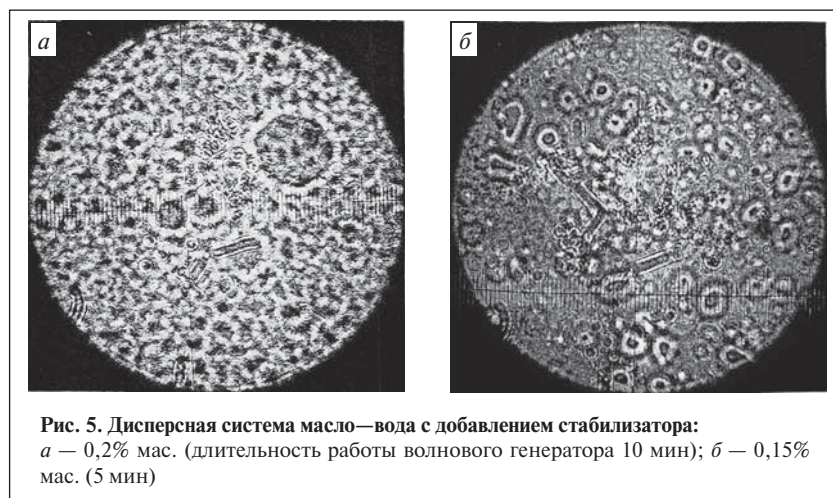 а
б
Рис. 5. Дисперсная система масло—вода с добавлением стабилизатора:
а — 0,2% мас. (длительность работы волнового генератора 10 мин); б — 0,15%
мас. (5 мин)